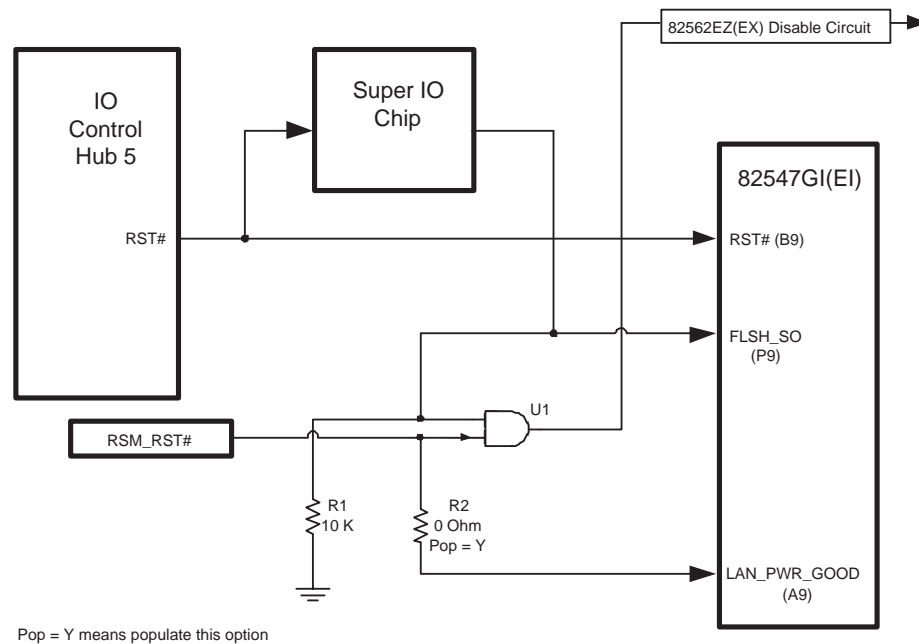 82562EZ(EX) Disable Circuit
IO
Control
Hub 5
Super IO
Chip
82547GI(EI)
RST#
RST# (B9)
FLSH_SO
(P9)
U1
RSM_RST#
R1
10 K
R2
0 Ohm
Pop = Y
LAN_PWR_GOOD
(A9)
Pop = Y means populate this option